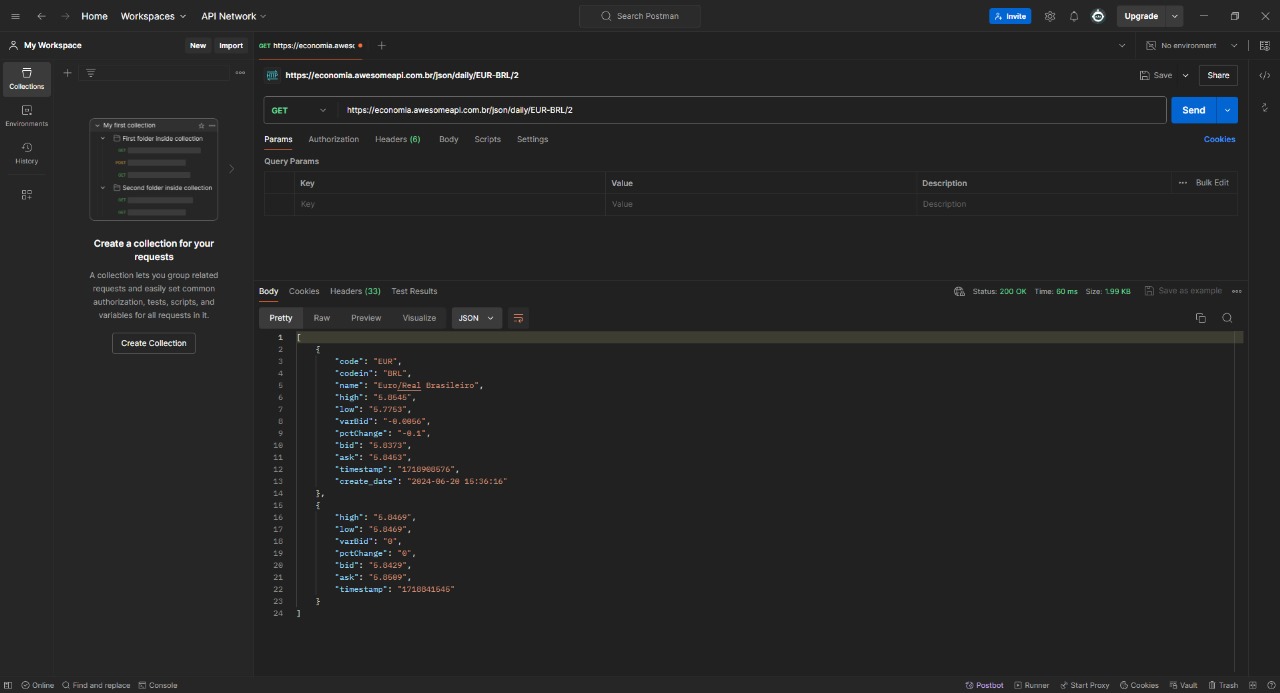 Home Workspaces API Network Search Postman Invite Upgrade
My Workspace New Import GET https://economia.awesc No environment
Collections
Environments
History
My first collection
First folder inside collection
GET
POST
GET
Second folder inside collection
GET
GET
Create a collection for your
requests
A collection lets you group related
requests and easily set common
authorization, tests, scripts, and
variables for all requests in it.
Create Collection
HTTP https://economia.awesomeapi.com.br/json/daily/EUR-BRL/2 Save Share
GET https://economia.awesomeapi.com.br/json/daily/EUR-BRL/2 Send
Params Authorization Headers (6) Body Scripts Settings Cookies
Query Params
Key Value Description Bulk Edit
Key Value Description
Body Cookies Headers (33) Test Results Status: 200 OK Time: 60 ms Size: 1.99 KB Save as example
Pretty Raw Preview Visualize JSON
1 [
2 {
3 "code": "EUR",
4 "codein": "BRL",
5 "name": "Euro/Real Brasileiro",
6 "high": "5.8545",
7 "low": "5.7753",
8 "varBid": "-0.0056",
9 "pctChange": "-0.1",
10 "bid": "5.8373",
11 "ask": "5.8453",
12 "timestamp": "1718908576",
13 "create_date": "2024-06-20 15:36:16"
14 },
15 {
16 "high": "5.8469",
17 "low": "5.8469",
18 "varBid": "0",
19 "pctChange": "0",
20 "bid": "5.8429",
21 "ask": "5.8509",
22 "timestamp": "1718841545"
23 }
24 ]
Online Find and replace Console Postbot Runner Start Proxy Cookies Vault Trash